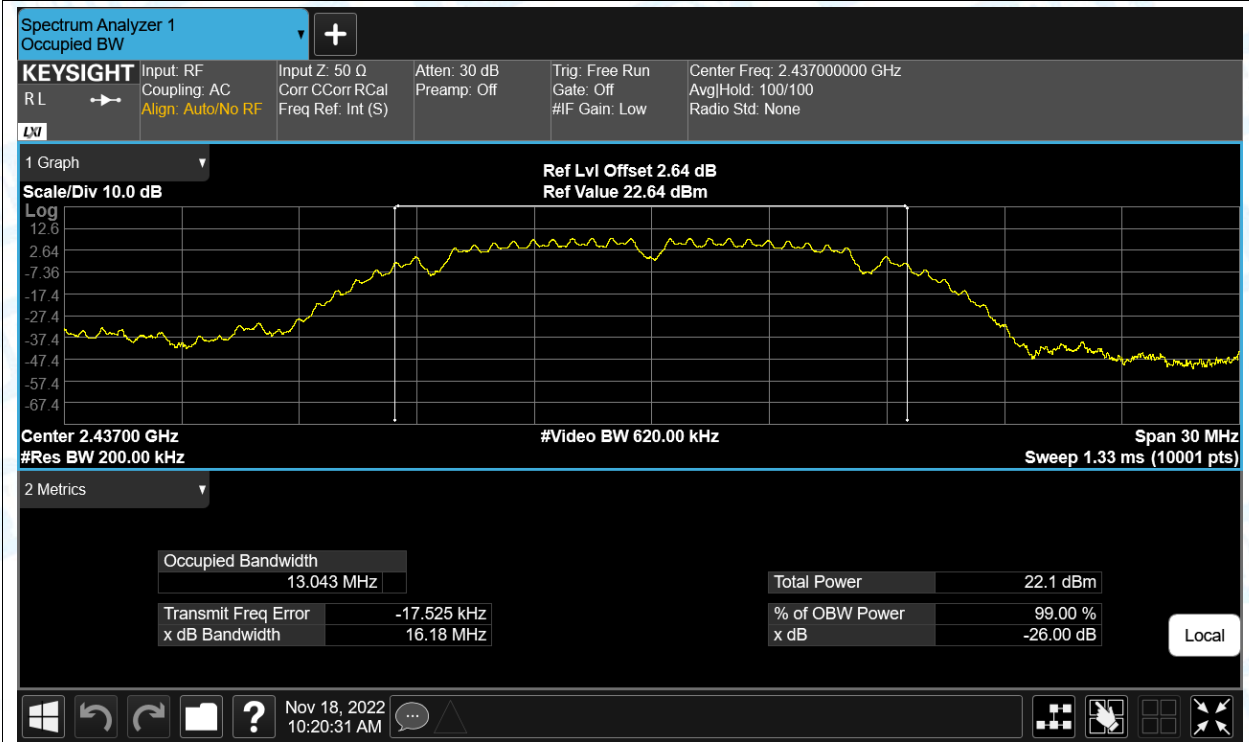 Spectrum Analyzer 1
Occupied BW
KEYSIGHT
R L
LXI
Input: RF
Coupling: AC
Align: Auto/No RF
Input Z: 50 Ω
Corr CCorr RCal
Freq Ref: Int (S)
Atten: 30 dB
Preamp: Off
Trig: Free Run
Gate: Off
#IF Gain: Low
Center Freq: 2.437000000 GHz
Avg|Hold: 100/100
Radio Std: None
1 Graph
Scale/Div 10.0 dB
Ref Lvl Offset 2.64 dB
Ref Value 22.64 dBm
Log
12.6
2.64
-7.36
-17.4
-27.4
-37.4
-47.4
-57.4
-67.4
Center 2.43700 GHz
#Video BW 620.00 kHz
Span 30 MHz
#Res BW 200.00 kHz
Sweep 1.33 ms (10001 pts)
2 Metrics
Occupied Bandwidth
13.043 MHz
Total Power 22.1 dBm
Transmit Freq Error -17.525 kHz
% of OBW Power 99.00 %
x dB Bandwidth 16.18 MHz
x dB -26.00 dB
Local
?
Nov 18, 2022
10:20:31 AM